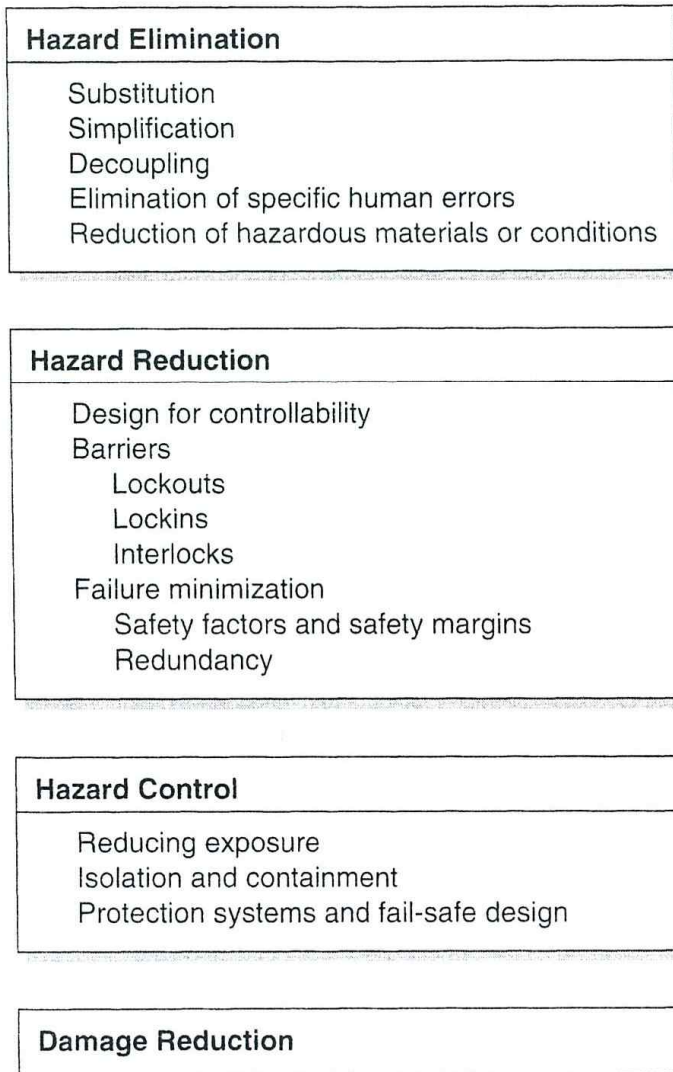 Hazard Elimination
Substitution
Simplification
Decoupling
Elimination of specific human errors
Reduction of hazardous materials or conditions
Hazard Reduction
Design for controllability
Barriers
Lockouts
Lockins
Interlocks
Failure minimization
Safety factors and safety margins
Redundancy
Hazard Control
Reducing exposure
Isolation and containment
Protection systems and fail-safe design
Damage Reduction